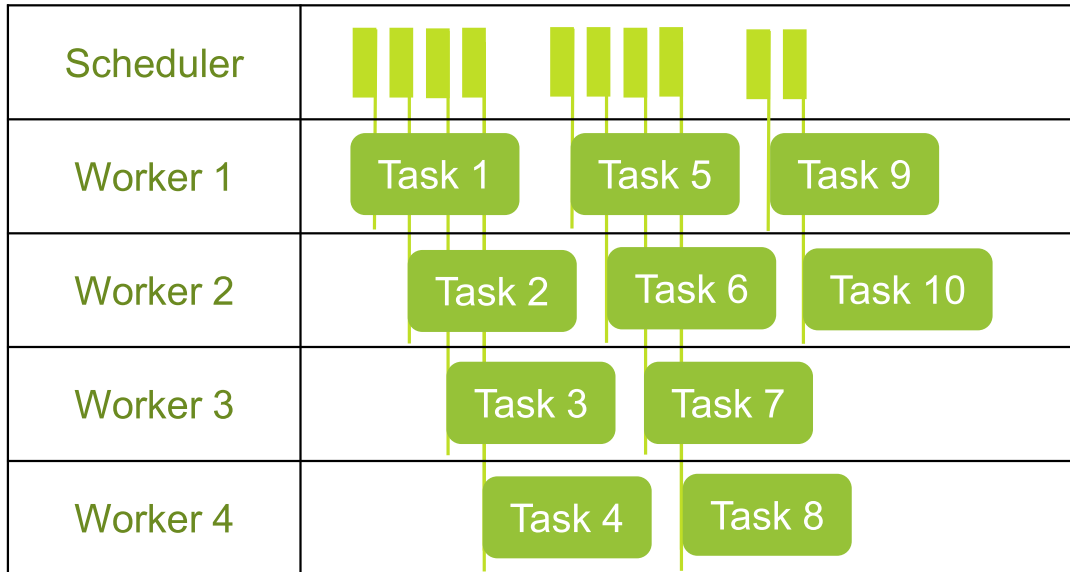 Scheduler
Worker 1
Task 1
Task 5
Task 9
Worker 2
Task 2
Task 6
Task 10
Worker 3
Task 3
Task 7
Worker 4
Task 4
Task 8